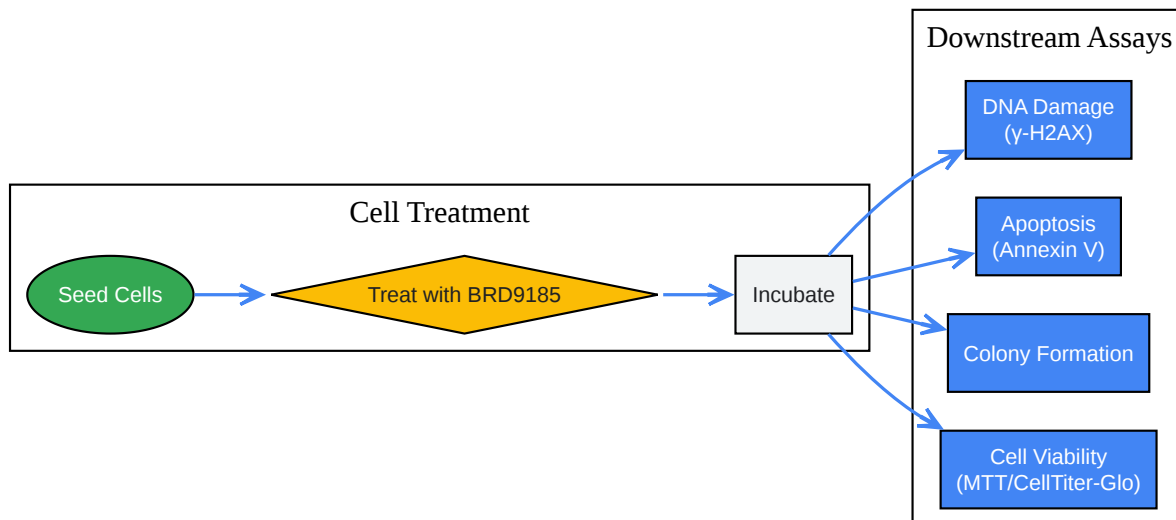 Downstream Assays
DNA Damage
(γ-H2AX)
Cell Treatment
Apoptosis
(Annexin V)
Seed Cells
Treat with BRD9185
Incubate
Colony Formation
Cell Viability
(MTT/CellTiter-Glo)